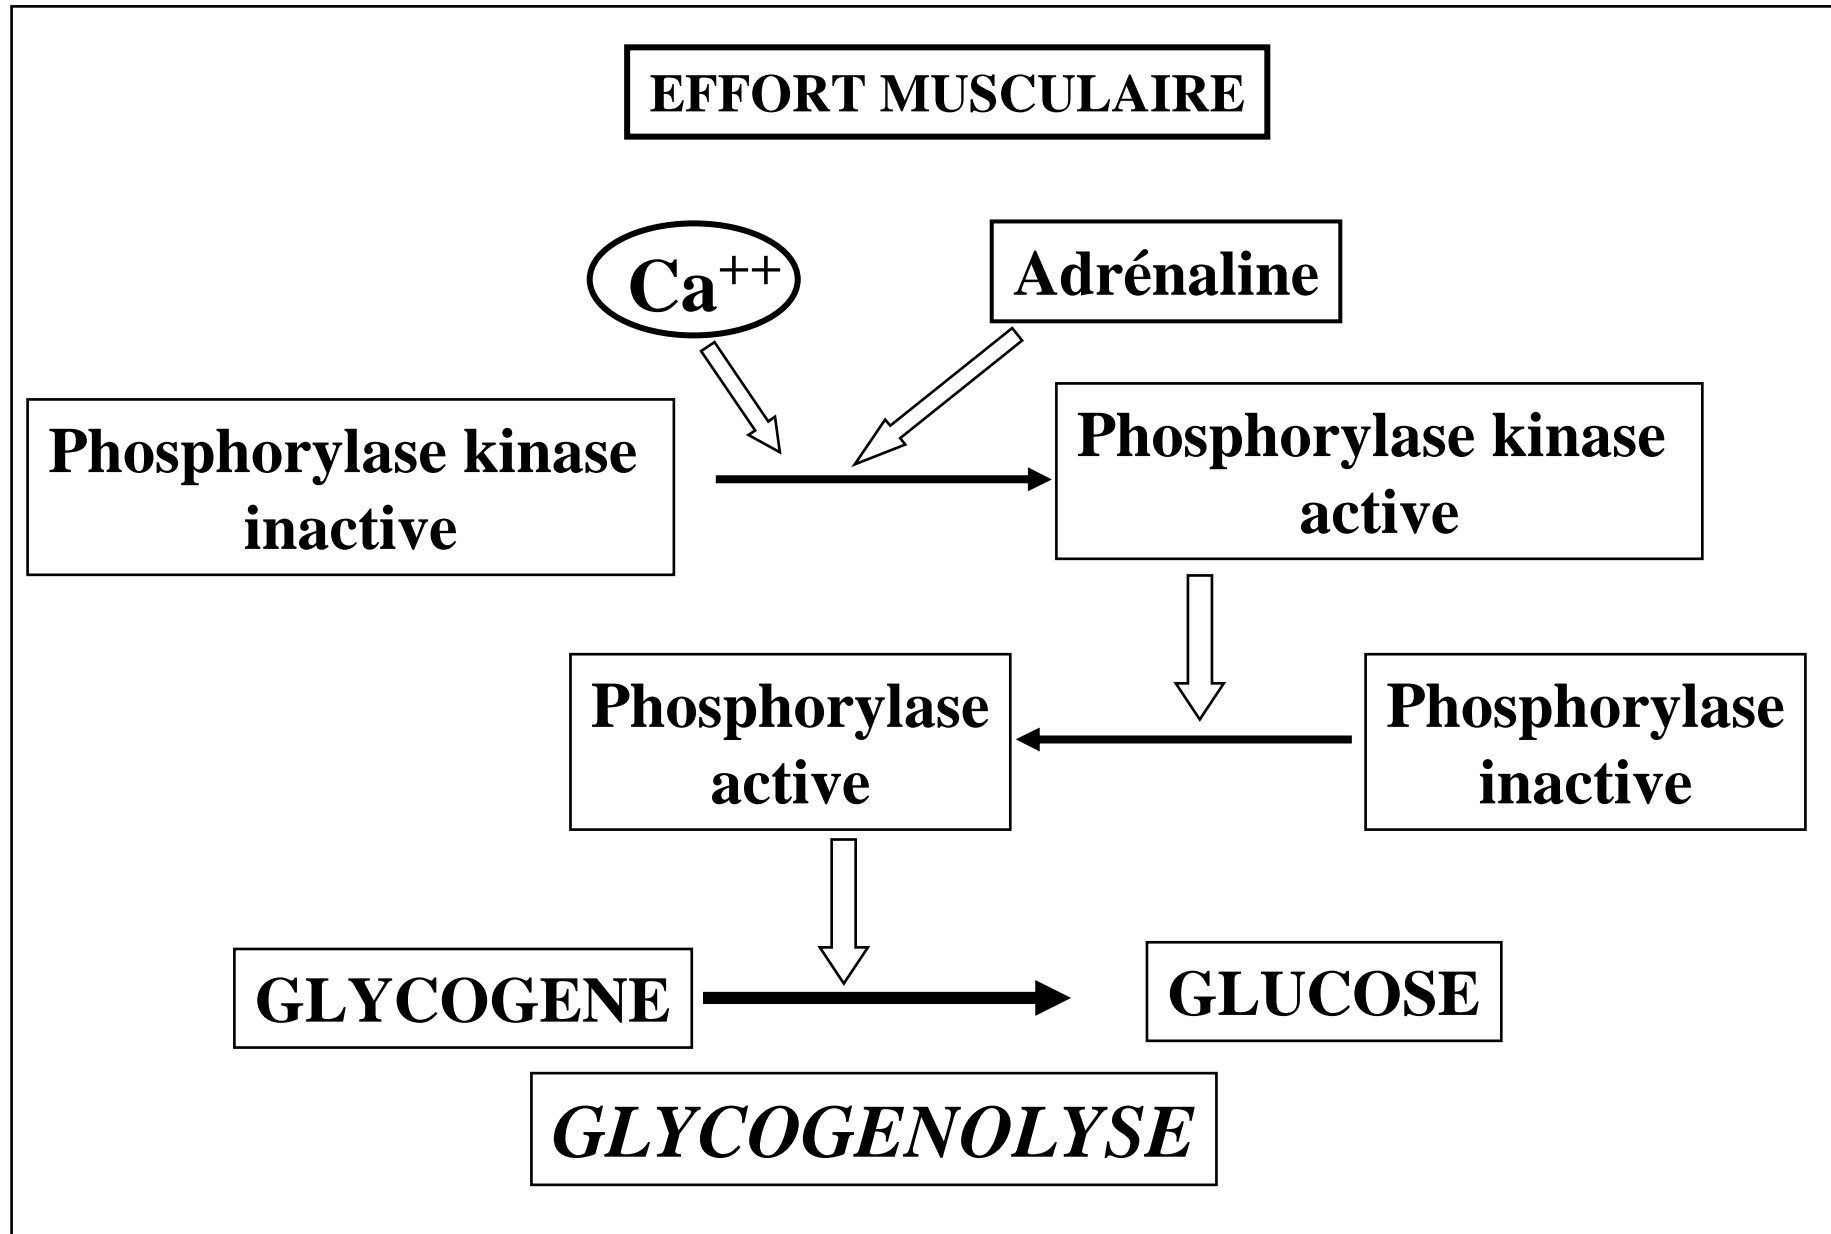 EFFORT MUSCULAIRE
Ca++
Adrénaline
Phosphorylase kinase
inactive
Phosphorylase kinase
active
Phosphorylase
active
Phosphorylase
inactive
GLYCOGENE
GLUCOSE
GLYCOGENOLYSE